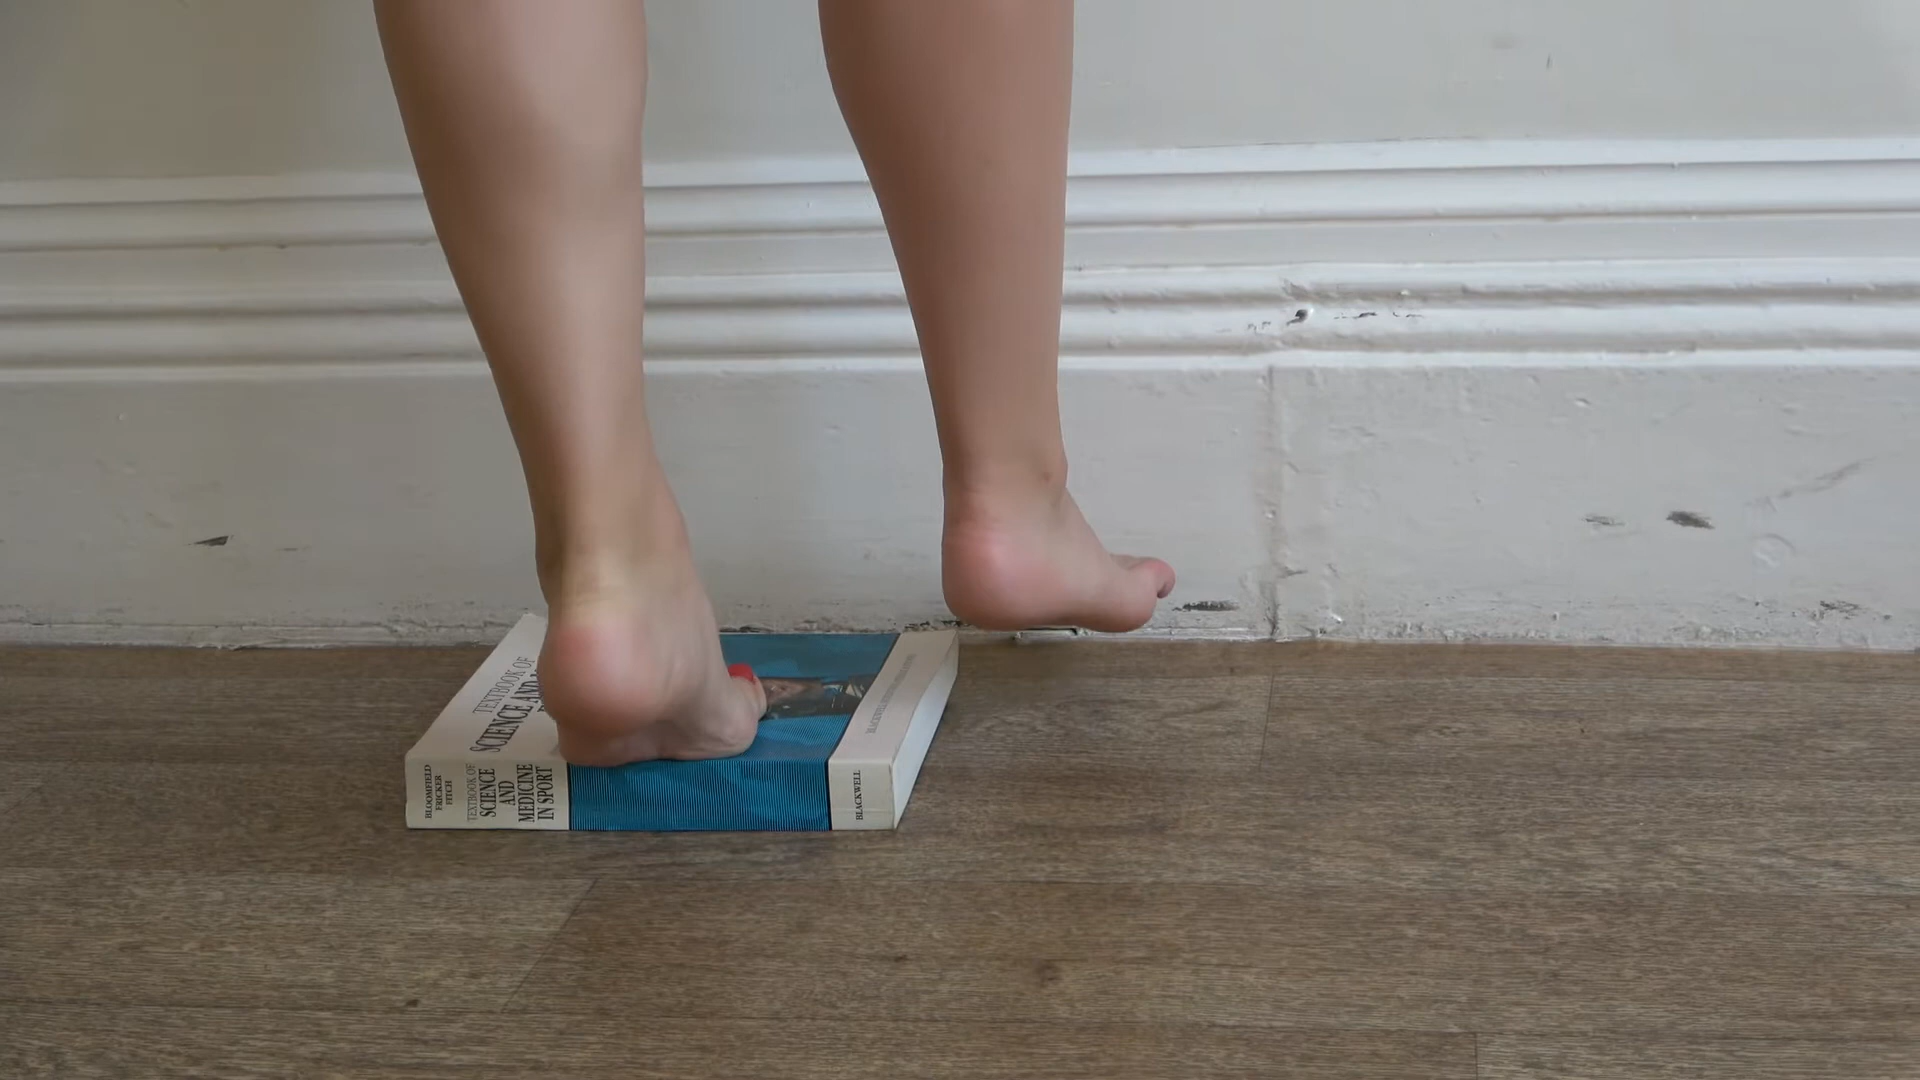 TEXTBOOK OF
SCIENCE AND
BLOOMFIELD
FRICKER
FITCH
TEXTBOOK OF
SCIENCE
AND
MEDICINE
IN SPORT
BLACKWELL